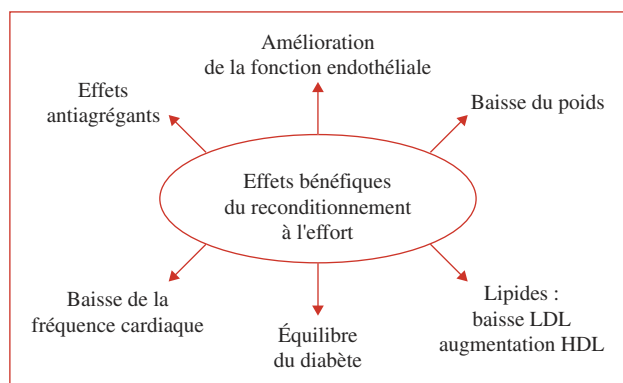 Amélioration
de la fonction endothéliale
Effets
antiagrégants
Baisse du poids
Effets bénéfiques
du reconditionnement
à l'effort
Baisse de la
fréquence cardiaque
Équilibre
du diabète
Lipides :
baisse LDL
augmentation HDL